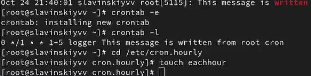 Oct 24 21:40:01 slavinskiyvv root[5115]: This message is written
[root@slavinskiyvv ~]# crontab -e
crontab: installing new crontab
[root@slavinskiyvv ~]# crontab -l
0 */1 * * 1-5 logger This message is written from root cron
[root@slavinskiyvv ~]# cd /etc/cron.hourly
[root@slavinskiyvv cron.hourly]# touch eachhour
[root@slavinskiyvv cron.hourly]#